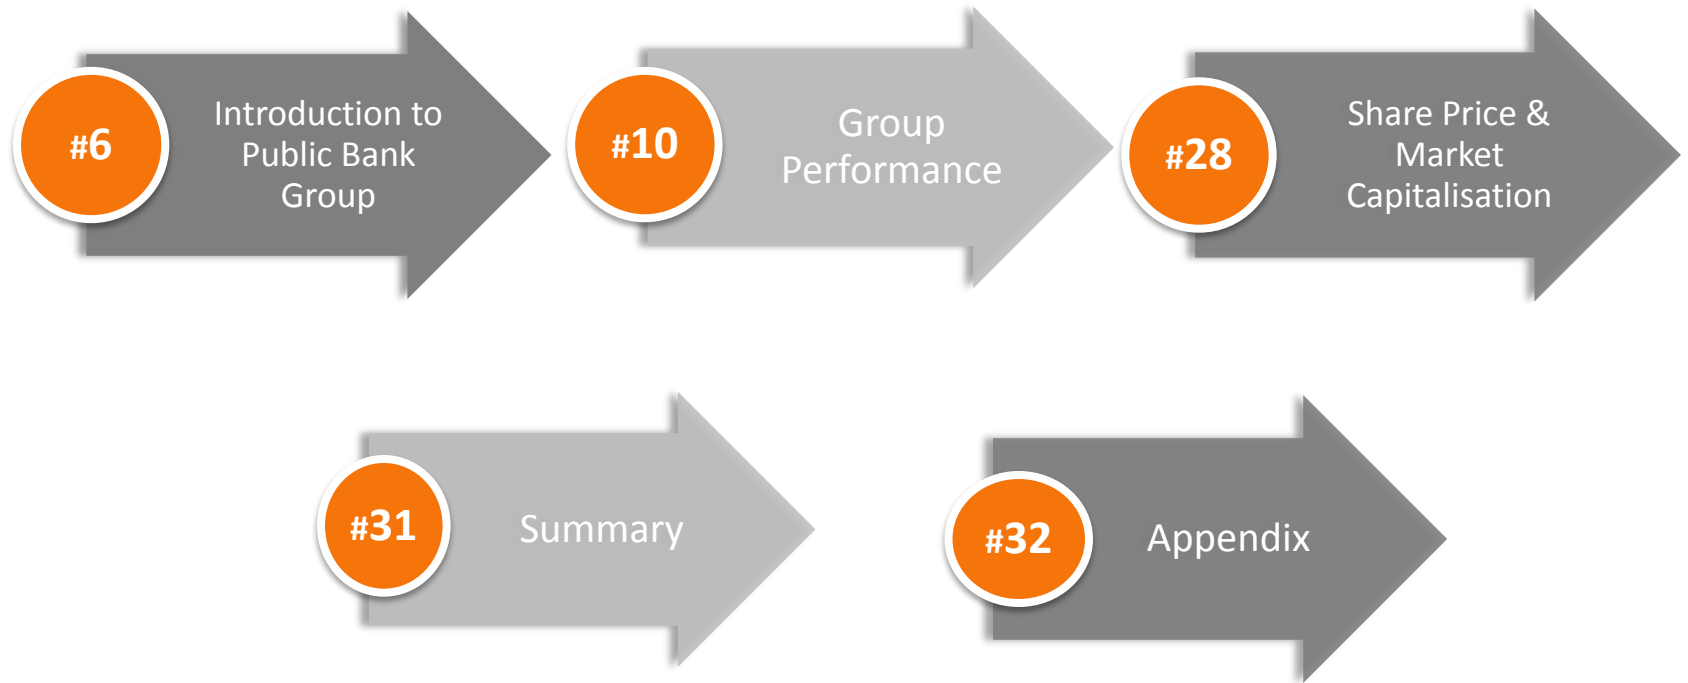 #6
Introduction to
Public Bank
Group
#10
Group
Performance
#28
Share Price &
Market
Capitalisation
#31
Summary
#32
Appendix